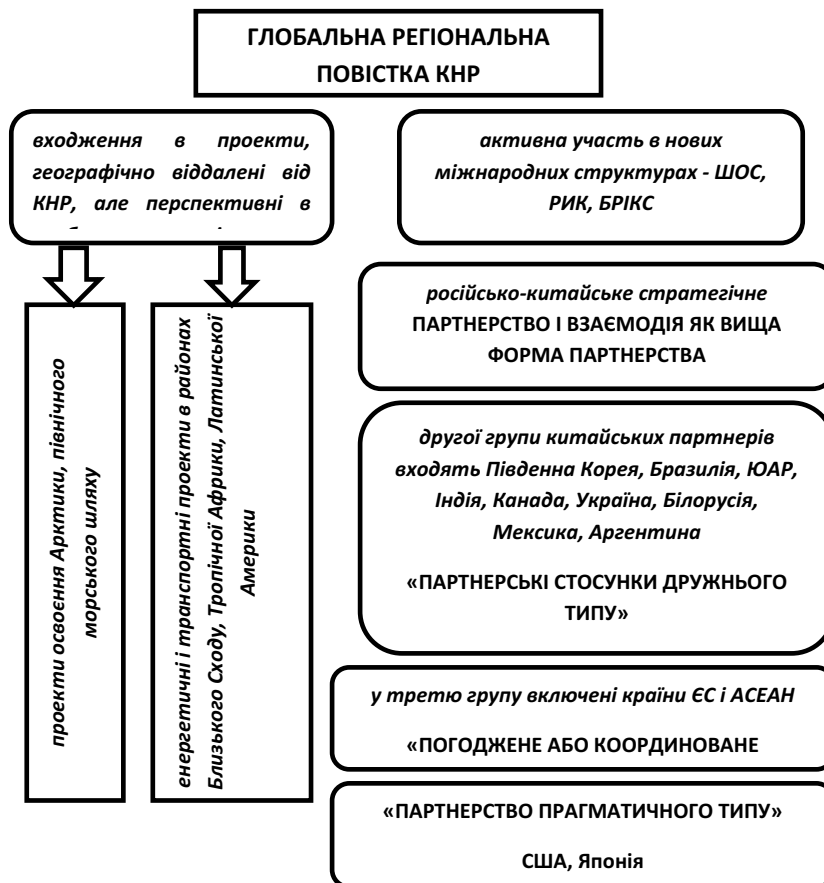 ГЛОБАЛЬНА РЕГІОНАЛЬНА
ПОВІСТКА КНР
входження в проекти,
географічно віддалені від
КНР, але перспективні в
активна участь в нових
міжнародних структурах - ШОС,
РИК, БРІКС
проекти освоєння Арктики, північного
морського шляху
енергетичні і транспортні проекти в районах
Близького Сходу, Тропічної Африки, Латинської
Америки
російсько-китайське стратегічне
ПАРТНЕРСТВО І ВЗАЄМОДІЯ ЯК ВИЩА
ФОРМА ПАРТНЕРСТВА
другої групи китайських партнерів
входять Південна Корея, Бразилія, ЮАР,
Індія, Канада, Україна, Білорусія,
Мексика, Аргентина
«ПАРТНЕРСЬКІ СТОСУНКИ ДРУЖНЬОГО
ТИПУ»
у третю групу включені країни ЄС і АСЕАН
«ПОГОДЖЕНЕ АБО КООРДИНОВАНЕ
«ПАРТНЕРСТВО ПРАГМАТИЧНОГО ТИПУ»
США, Японія